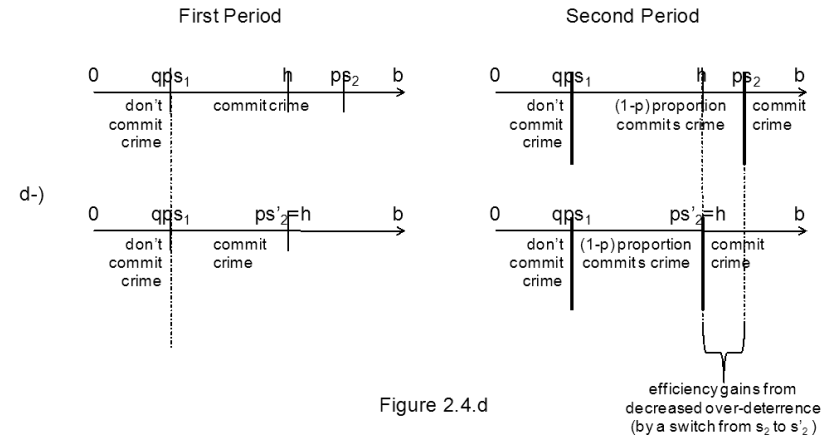 First Period
Second Period
0 qps₁ h ps₂ b
don't
commit
crime
commit crime
0 qps₁ h ps₂ b
don't
commit
crime
(1-p) proportion
commits crime
commit
crime
d-)
0 qps₁ ps'₂=h b
don't
commit
crime
commit
crime
0 qps₁ ps'₂=h b
don't
commit
crime
(1-p) proportion
commits crime
commit
crime
efficiency gains from
decreased over-deterrence
(by a switch from s₂ to s'₂ )
Figure 2.4.d